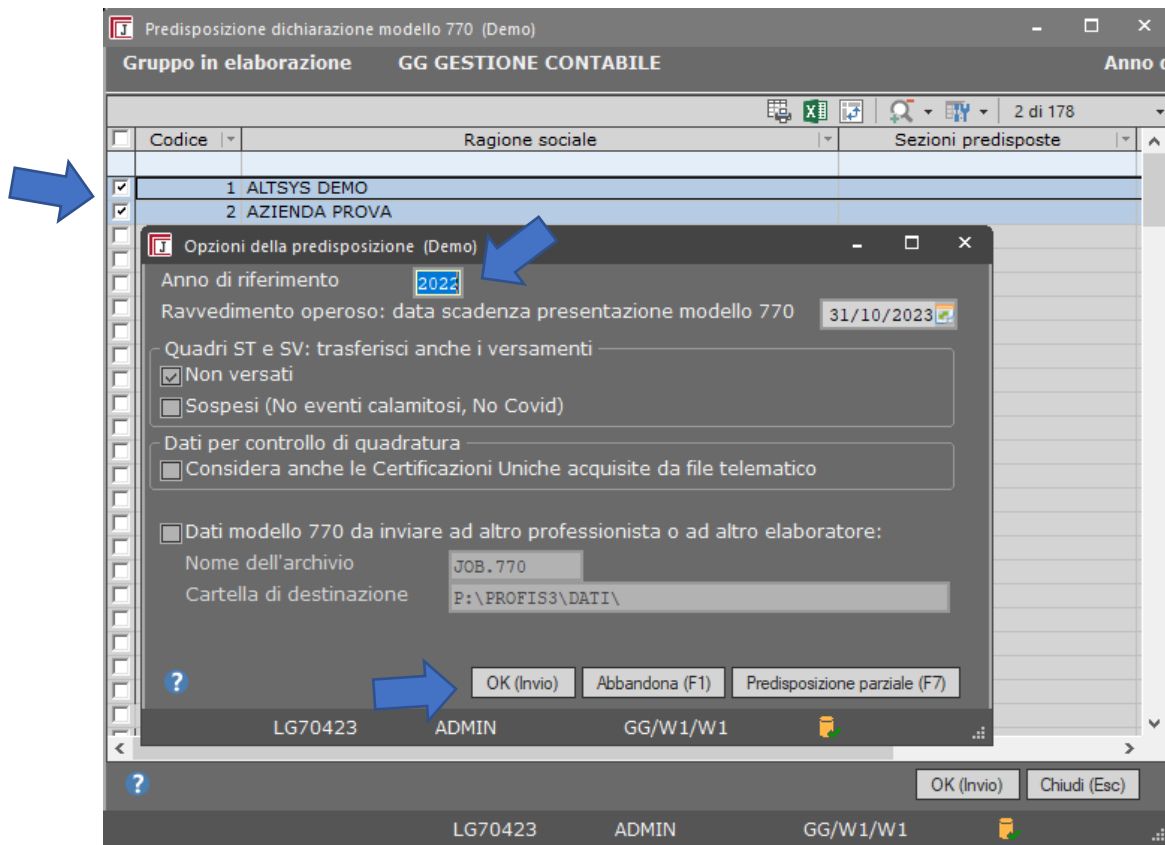 Predisposizione dichiarazione modello 770 (Demo)
Gruppo in elaborazione GG GESTIONE CONTABILE Anno
2 di 178
Codice Ragione sociale Sezioni predisposte
1 ALTSYS DEMO
2 AZIENDA PROVA
Opzioni della predisposizione (Demo)
Anno di riferimento 2022
Ravvedimento operoso: data scadenza presentazione modello 770 31/10/2023
Quadri ST e SV: trasferisci anche i versamenti
Non versati
Sospesi (No eventi calamitosi, No Covid)
Dati per controllo di quadratura
Considera anche le Certificazioni Uniche acquisite da file telematico
Dati modello 770 da inviare ad altro professionista o ad altro elaboratore:
Nome dell'archivio JOB.770
Cartella di destinazione P:\PROFIS3\DATI\
OK (Invio) Abbandona (F1) Predisposizione parziale (F7)
LG70423 ADMIN GG/W1/W1
OK (Invio) Chiudi (Esc)
LG70423 ADMIN GG/W1/W1